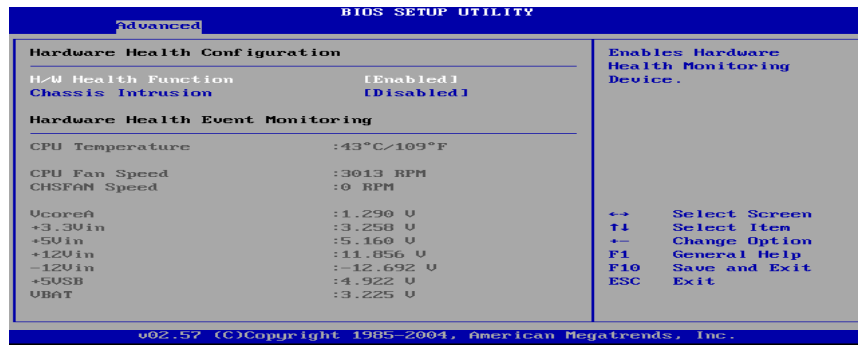 BIOS SETUP UTILITY
Advanced
Hardware Health Configuration
H/W Health Function [Enabled]
Chassis Intrusion [Disabled]
Hardware Health Event Monitoring
CPU Temperature :43°C/109°F
CPU Fan Speed :3013 RPM
CHSFAN Speed :0 RPM
VcoreA :1.290 V
+3.3Vin :3.258 V
+5Vin :5.160 V
+12Vin :11.856 V
-12Vin :-12.692 V
+5VSB :4.922 V
VBAT :3.225 V
Enables Hardware
Health Monitoring
Device.
↔ Select Screen
↑↓ Select Item
+- Change Option
F1 General Help
F10 Save and Exit
ESC Exit
v02.57 (C)Copyright 1985-2004, American Megatrends, Inc.